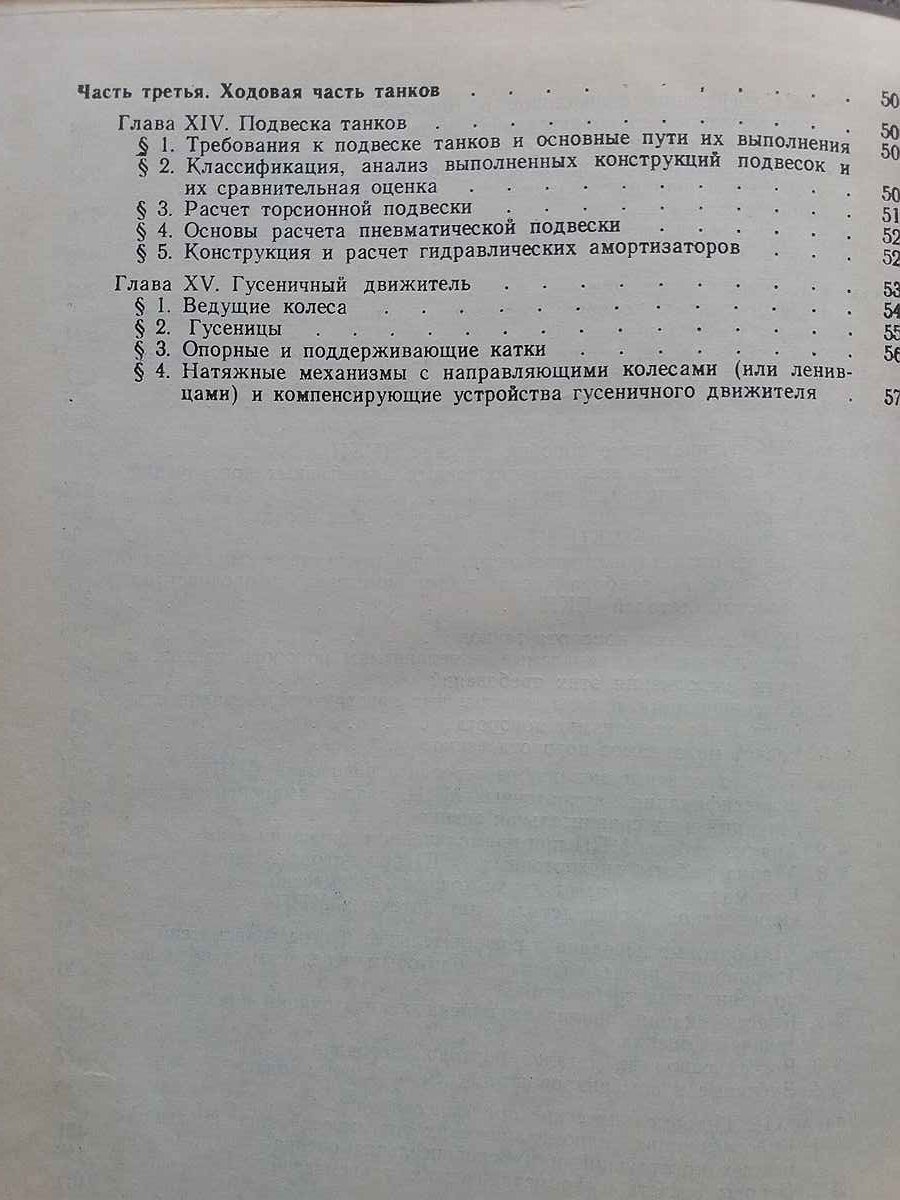 Часть третья. Ходовая часть танков . . . . . . . . . . . 50
Глава XIV. Подвеска танков . . . . . . . . . . . 50
§ 1. Требования к подвеске танков и основные пути их выполнения 50
§ 2. Классификация, анализ выполненных конструкций подвесок и
их сравнительная оценка . . . . . . . . . . . 50
§ 3. Расчет торсионной подвески . . . . . . . . . 51
§ 4. Основы расчета пневматической подвески . . . . . 52
§ 5. Конструкция и расчет гидравлических амортизаторов . . . 52
Глава XV. Гусеничный движитель . . . . . . . . . 53
§ 1. Ведущие колеса . . . . . . . . . . . . 54
§ 2. Гусеницы . . . . . . . . . . . . . 55
§ 3. Опорные и поддерживающие катки . . . . . . . 56
§ 4. Натяжные механизмы с направляющими колесами (или ленив-
цами) и компенсирующие устройства гусеничного движителя . 57